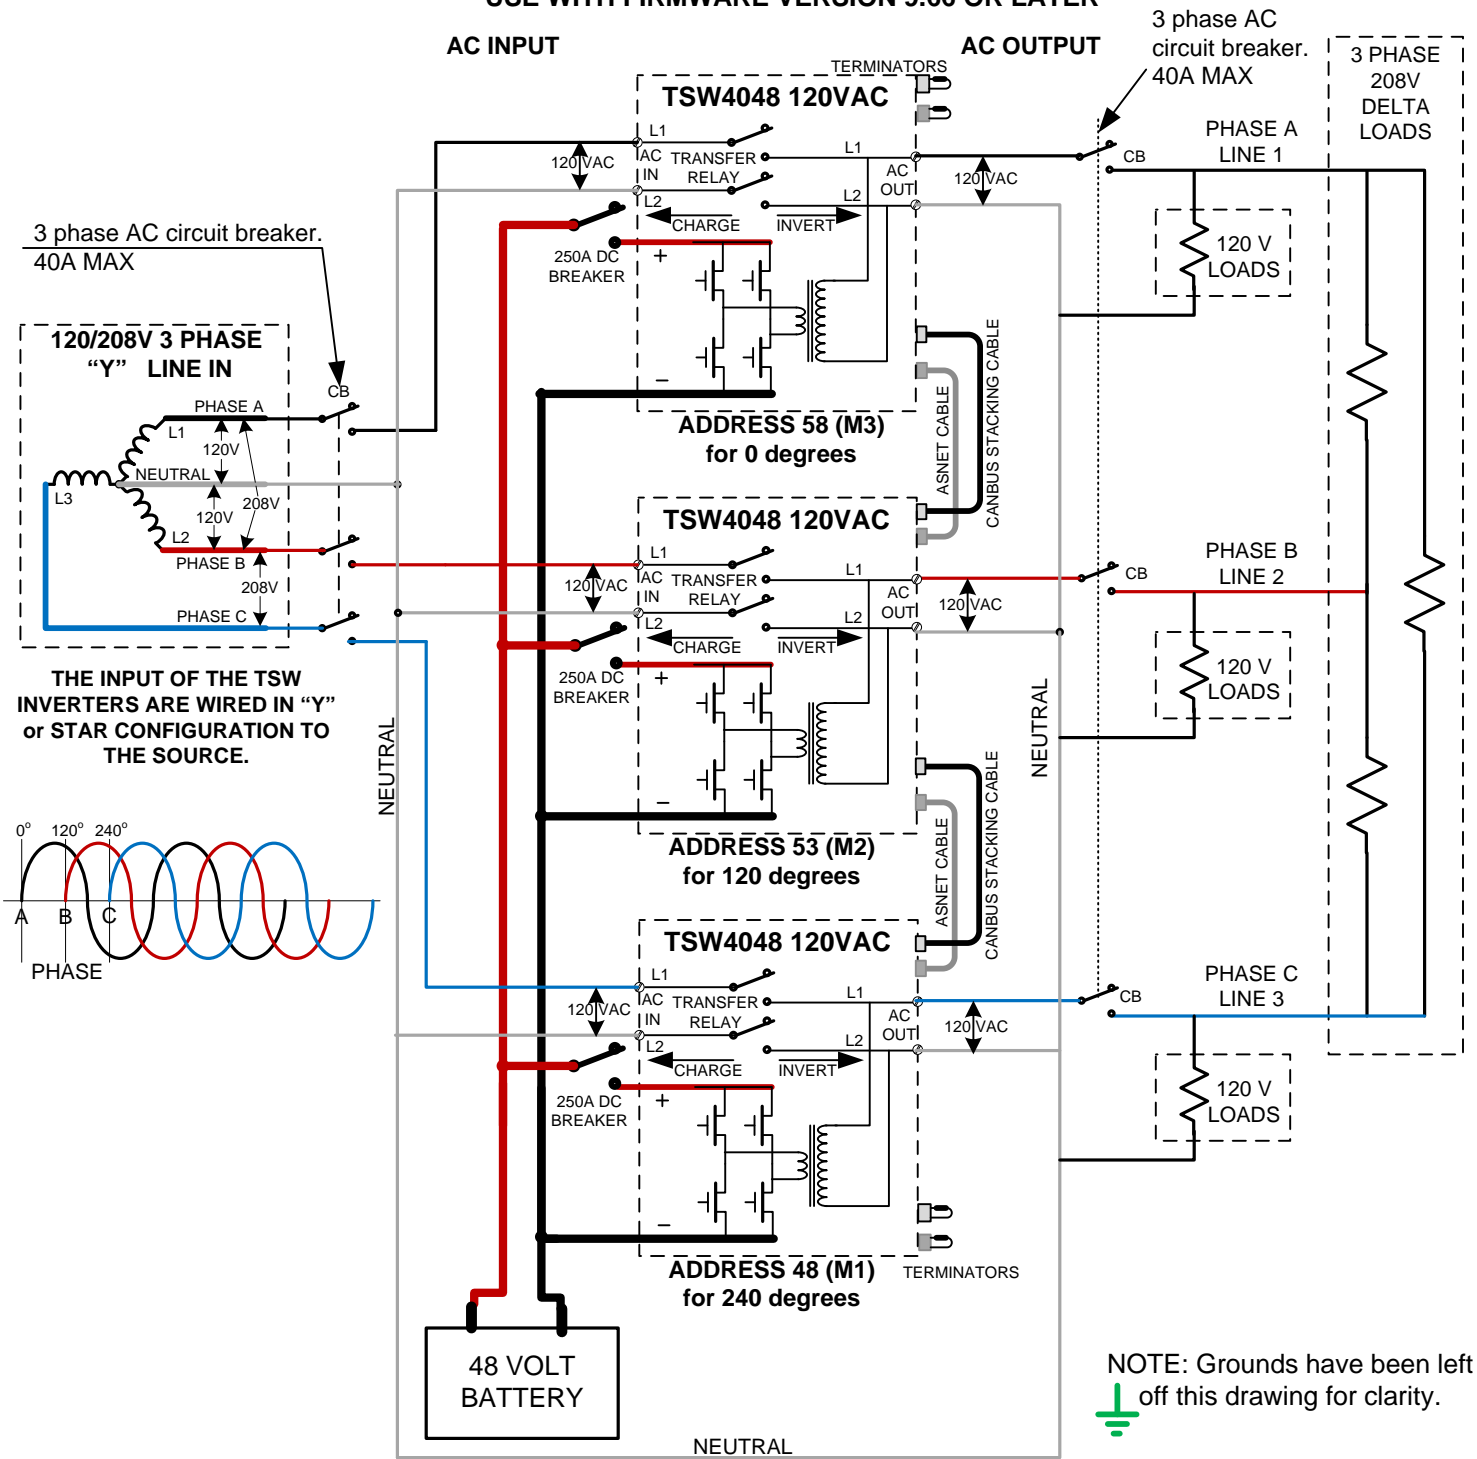 USE WITH FIRMWARE VERSION 9.66 OR LATER
AC INPUT
AC OUTPUT
3 phase AC
circuit breaker.
40A MAX
TERMINATORS
3 PHASE
208V
DELTA
LOADS
TSW4048 120VAC
L1
AC
IN
TRANSFER
RELAY
L1
AC
OUT
L2
L2
120 VAC
120 VAC
CHARGE
INVERT
250A DC
BREAKER
+
–
CB
PHASE A
LINE 1
120 V
LOADS
ADDRESS 58 (M3)
for 0 degrees
ASNET CABLE
CANBUS STACKING CABLE
3 phase AC circuit breaker.
40A MAX
120/208V 3 PHASE
“Y” LINE IN
CB
PHASE A
L1
120V
NEUTRAL
L3
208V
120V
L2
PHASE B
208V
PHASE C
THE INPUT OF THE TSW
INVERTERS ARE WIRED IN “Y”
or STAR CONFIGURATION TO
THE SOURCE.
TSW4048 120VAC
L1
AC
IN
TRANSFER
RELAY
L1
AC
OUT
L2
L2
120 VAC
120 VAC
CHARGE
INVERT
250A DC
BREAKER
+
–
CB
PHASE B
LINE 2
120 V
LOADS
NEUTRAL
NEUTRAL
ADDRESS 53 (M2)
for 120 degrees
ASNET CABLE
CANBUS STACKING CABLE
0o 120o 240o
A B C
PHASE
TSW4048 120VAC
L1
AC
IN
TRANSFER
RELAY
L1
AC
OUT
L2
L2
120 VAC
120 VAC
CHARGE
INVERT
250A DC
BREAKER
+
–
CB
PHASE C
LINE 3
120 V
LOADS
ADDRESS 48 (M1)
for 240 degrees
TERMINATORS
48 VOLT
BATTERY
NOTE: Grounds have been left
off this drawing for clarity.
NEUTRAL